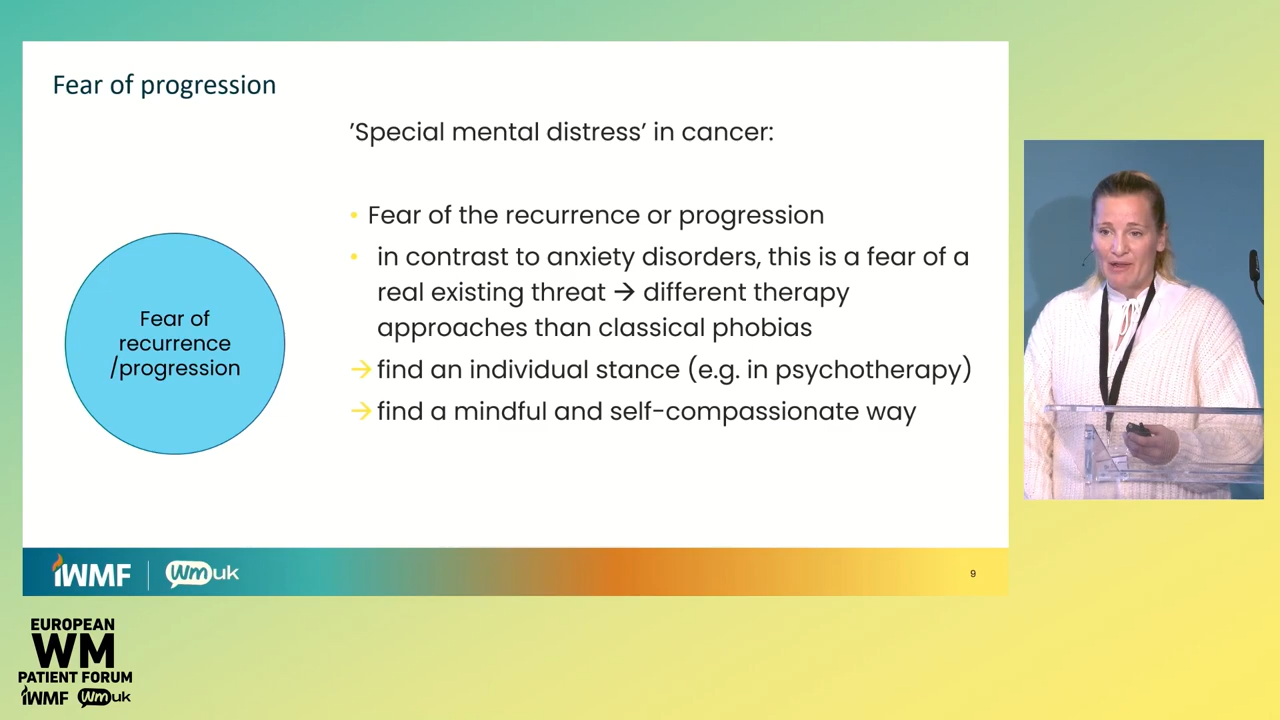 Fear of progression
’Special mental distress’ in cancer:
• Fear of the recurrence or progression
• in contrast to anxiety disorders, this is a fear of a
real existing threat → different therapy
approaches than classical phobias
→ find an individual stance (e.g. in psychotherapy)
→ find a mindful and self-compassionate way
Fear of
recurrence
/progression
iWMF
Wmuk
9
EUROPEAN
WM
PATIENT FORUM
iWMF Wmuk